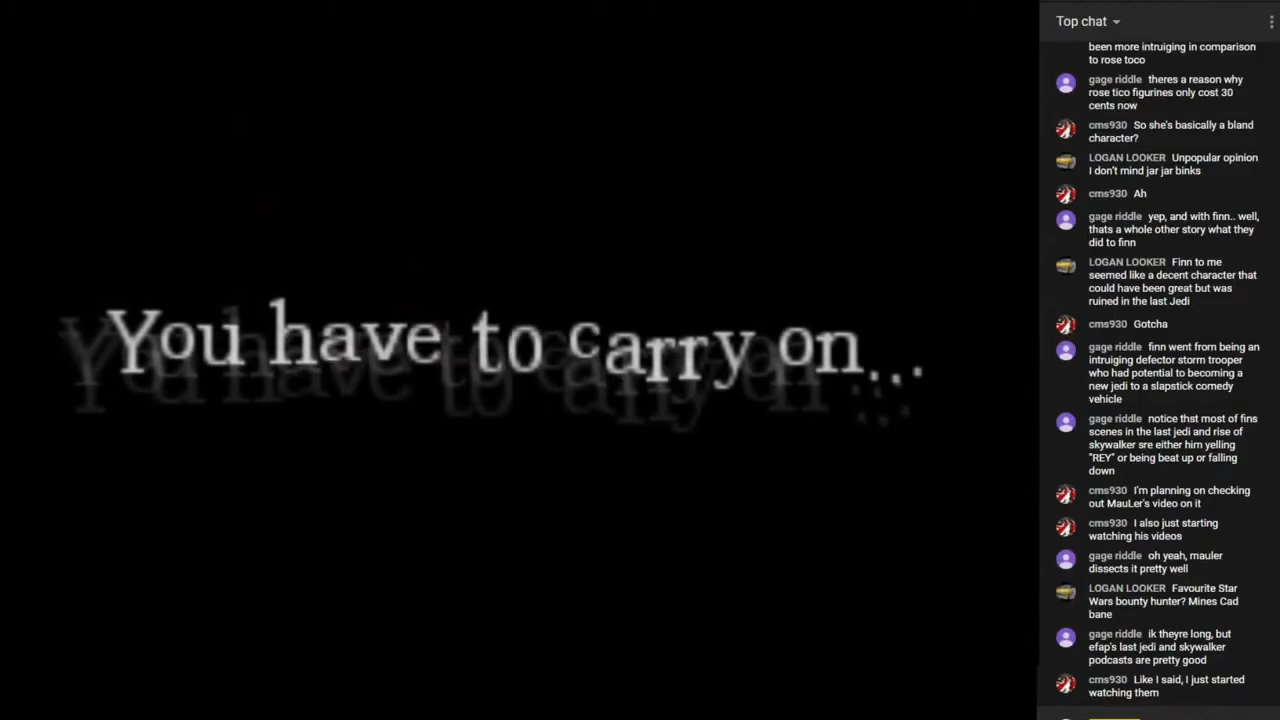 You have to carry on...
Top chat
been more intruiging in comparison
to rose toco
gage riddle theres a reason why
rose tico figurines only cost 30
cents now
cms930 So she's basically a bland
character?
LOGAN LOOKER Unpopular opinion
I don't mind jar jar binks
cms930 Ah
gage riddle yep, and with finn.. well,
thats a whole other story what they
did to finn
LOGAN LOOKER Finn to me
seemed like a decent character that
could have been great but was
ruined in the last Jedi
cms930 Gotcha
gage riddle finn went from being an
intruiging defector storm trooper
who had potential to becoming a
new jedi to a slapstick comedy
vehicle
gage riddle notice thst most of fins
scenes in the last jedi and rise of
skywalker sre either him yelling
"REY" or being beat up or falling
down
cms930 I'm planning on checking
out MauLer's video on it
cms930 I also just starting
watching his videos
gage riddle oh yeah, mauler
dissects it pretty well
LOGAN LOOKER Favourite Star
Wars bounty hunter? Mines Cad
bane
gage riddle ik theyre long, but
efap's last jedi and skywalker
podcasts are pretty good
cms930 Like I said, I just started
watching them